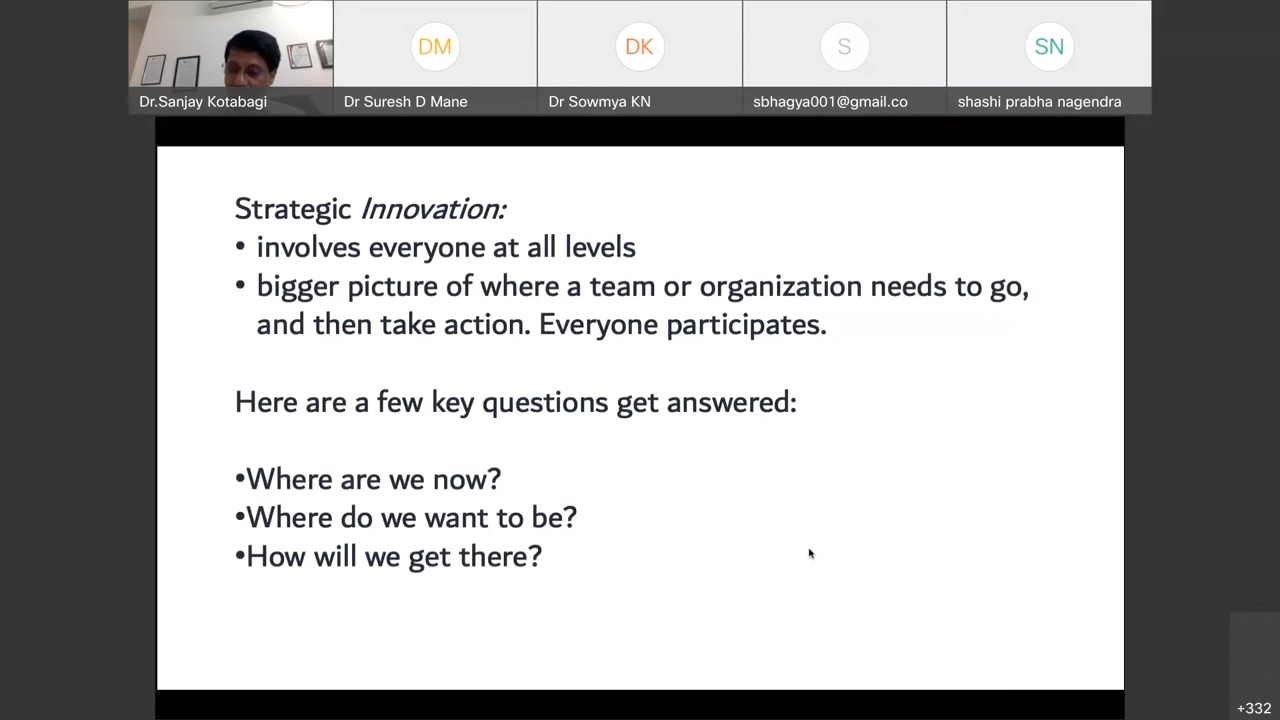 DM
DK
S
SN
Dr.Sanjay Kotabagi
Dr Suresh D Mane
Dr Sowmya KN
sbhagya001@gmail.co
shashi prabha nagendra
Strategic Innovation:
• involves everyone at all levels
• bigger picture of where a team or organization needs to go,
and then take action. Everyone participates.
Here are a few key questions get answered:
•Where are we now?
•Where do we want to be?
•How will we get there?
+332